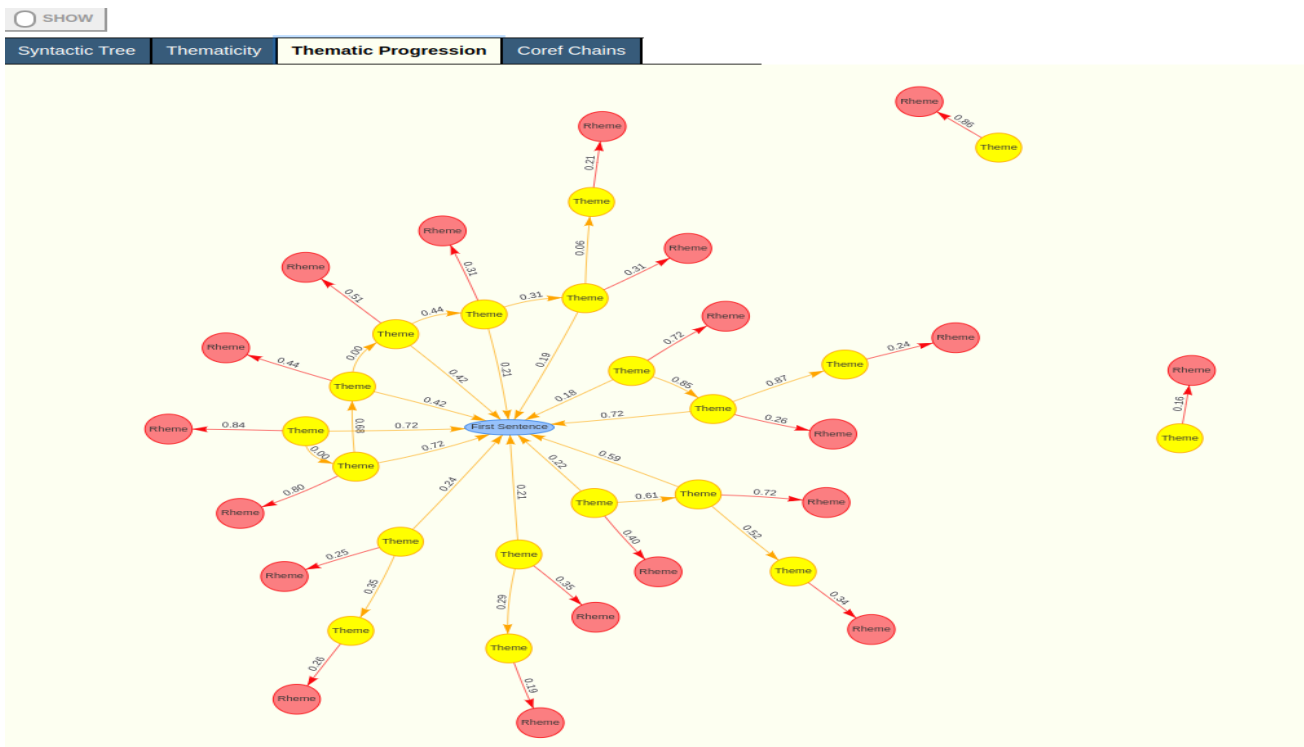 SHOW
Syntactic Tree Thematicity Thematic Progression Coref Chains
Rheme
0.86
Rheme
Theme
0.21
Theme
Rheme
0.06
Rheme
0.31
0.31
Rheme
0.51
0.44
0.31
Theme
Theme
Rheme
Theme
0.72
Rheme
Rheme
0.00
0.42
0.21
0.19
Theme
0.87
Theme
0.24
0.44
0.85
Rheme
Theme
0.42
0.18
Theme
0.16
0.72
0.26
Rheme
0.84
Theme
0.72
First Sentence
Rheme
0.68
Theme
0.00
0.72
0.59
Theme
0.22
0.80
0.24
0.21
Theme
0.61
Theme
0.72
Rheme
Rheme
0.52
Theme
0.40
0.25
Theme
Rheme
Theme
Rheme
0.35
0.35
0.34
0.29
Rheme
Rheme
Theme
Theme
0.26
0.19
Rheme
Rheme